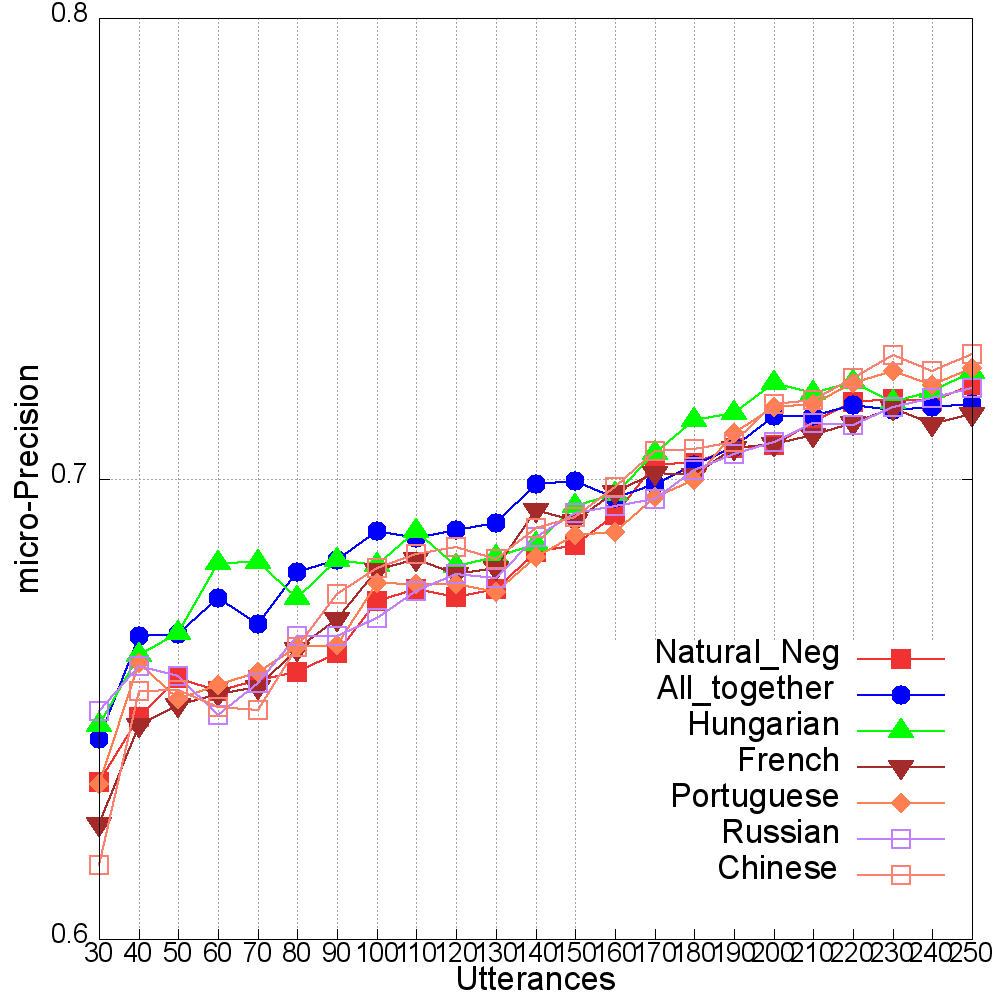 0.8
0.7
0.6
micro-Precision
30 40 50 60 70 80 90 100 110 120 130 140 150 160 170 180 190 200 210 220 230 240 250
Utterances
Natural_Neg
All_together
Hungarian
French
Portuguese
Russian
Chinese